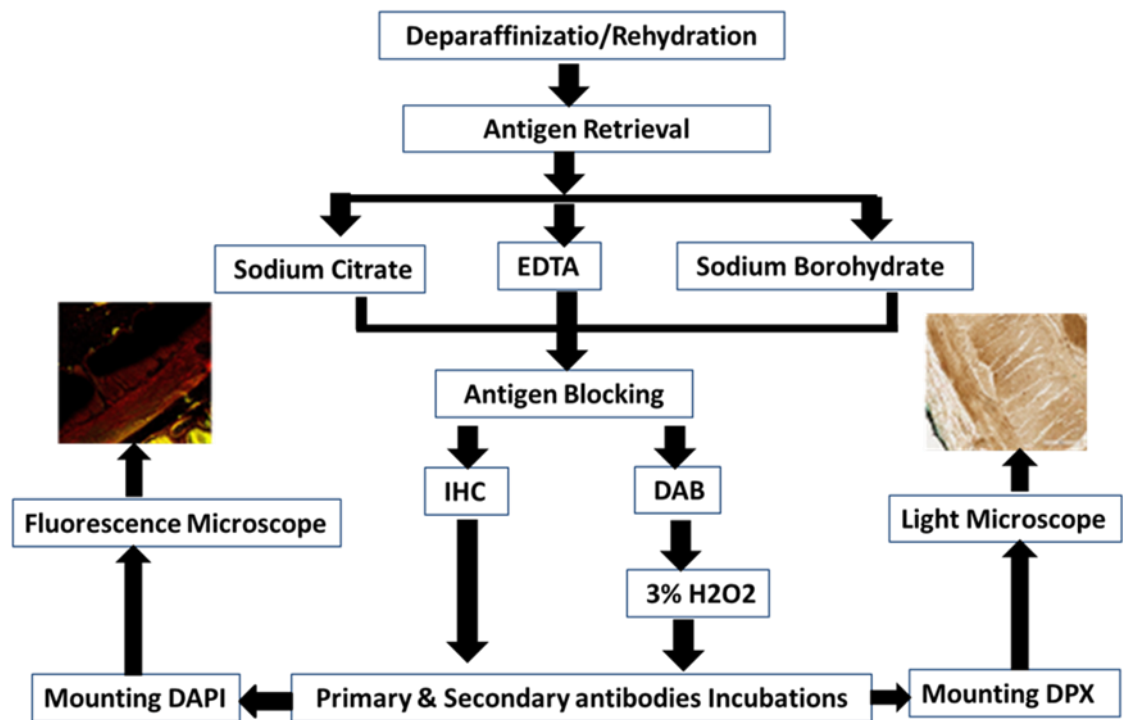 Deparaffinizatio/Rehydration
Antigen Retrieval
Sodium Citrate
EDTA
Sodium Borohydrate
Antigen Blocking
IHC
DAB
Fluorescence Microscope
Light Microscope
3% H2O2
Mounting DAPI
Primary & Secondary antibodies Incubations
Mounting DPX